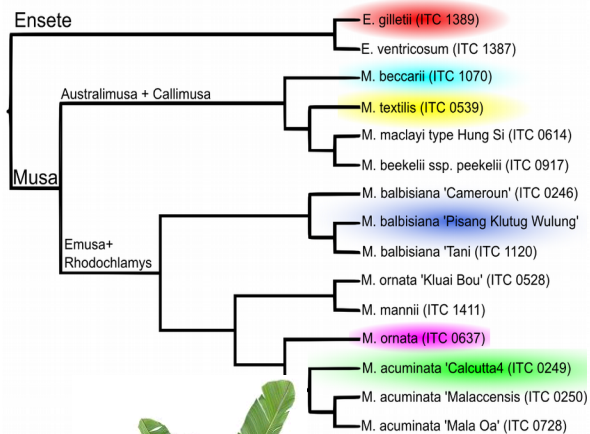 Ensete
E. gilletii (ITC 1389)
E. ventricosum (ITC 1387)
M. beccarii (ITC 1070)
Australimusa + Callimusa
M. textilis (ITC 0539)
M. maclayi type Hung Si (ITC 0614)
M. beekelii ssp. peekelii (ITC 0917)
Musa
M. balbisiana 'Cameroun' (ITC 0246)
M. balbisiana 'Pisang Klutug Wulung'
M. balbisiana 'Tani (ITC 1120)
Emusa+
Rhodochlamys
M. ornata 'Kluai Bou' (ITC 0528)
M. mannii (ITC 1411)
M. ornata (ITC 0637)
M. acuminata 'Calcutta4 (ITC 0249)
M. acuminata 'Malaccensis (ITC 0250)
M. acuminata 'Mala Oa' (ITC 0728)